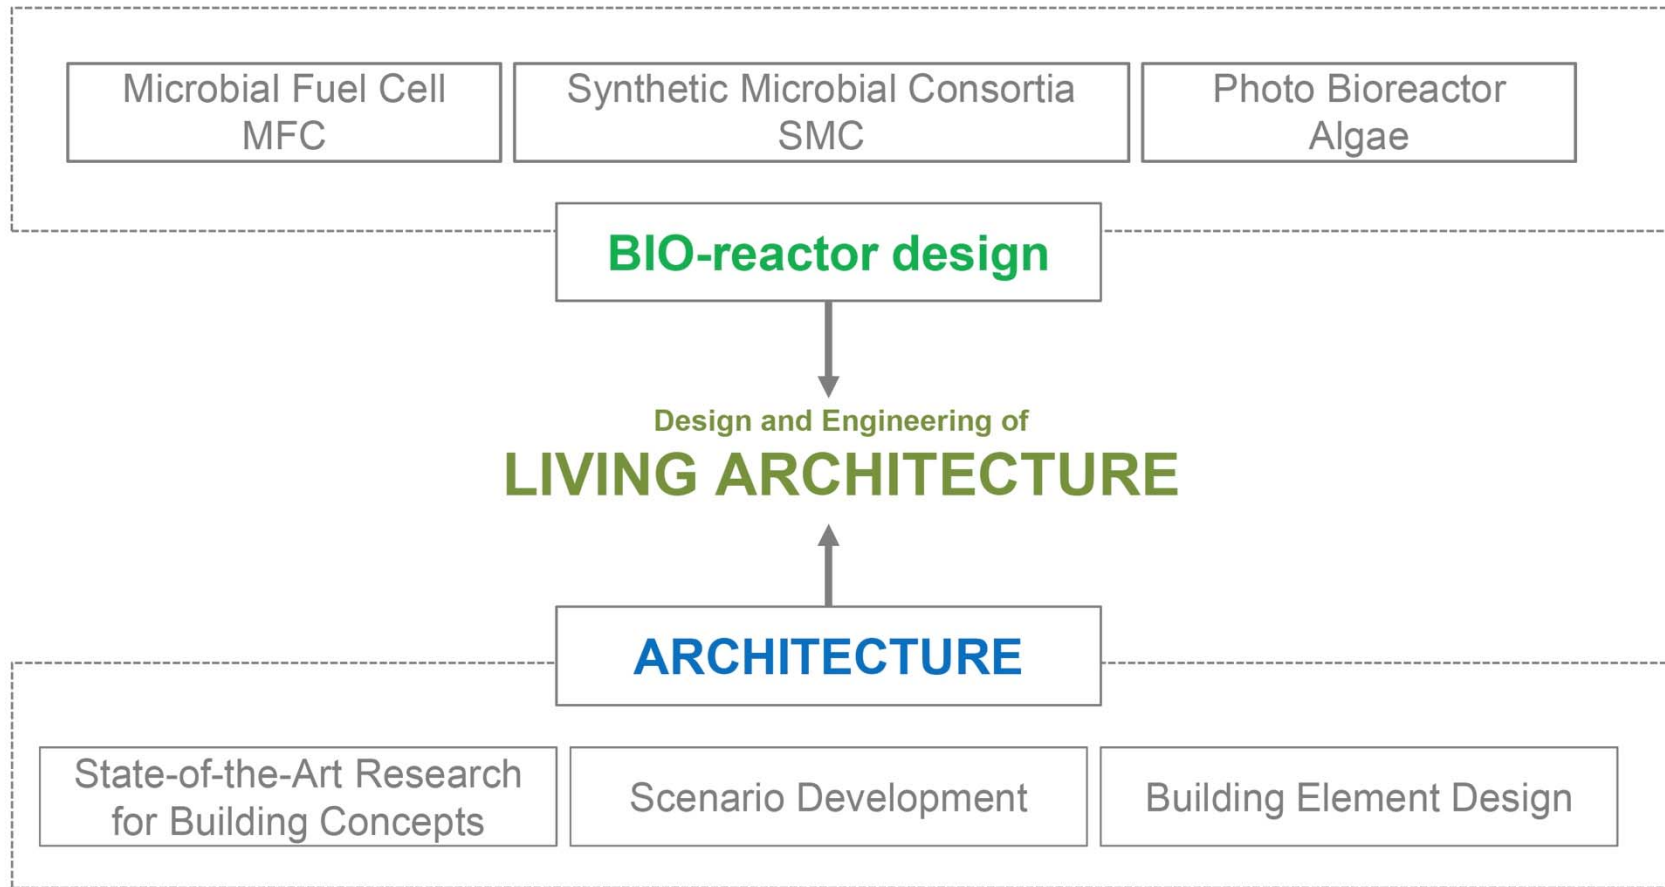 Microbial Fuel Cell
MFC
Synthetic Microbial Consortia
SMC
Photo Bioreactor
Algae
BIO-reactor design
Design and Engineering of
LIVING ARCHITECTURE
ARCHITECTURE
State-of-the-Art Research
for Building Concepts
Scenario Development
Building Element Design